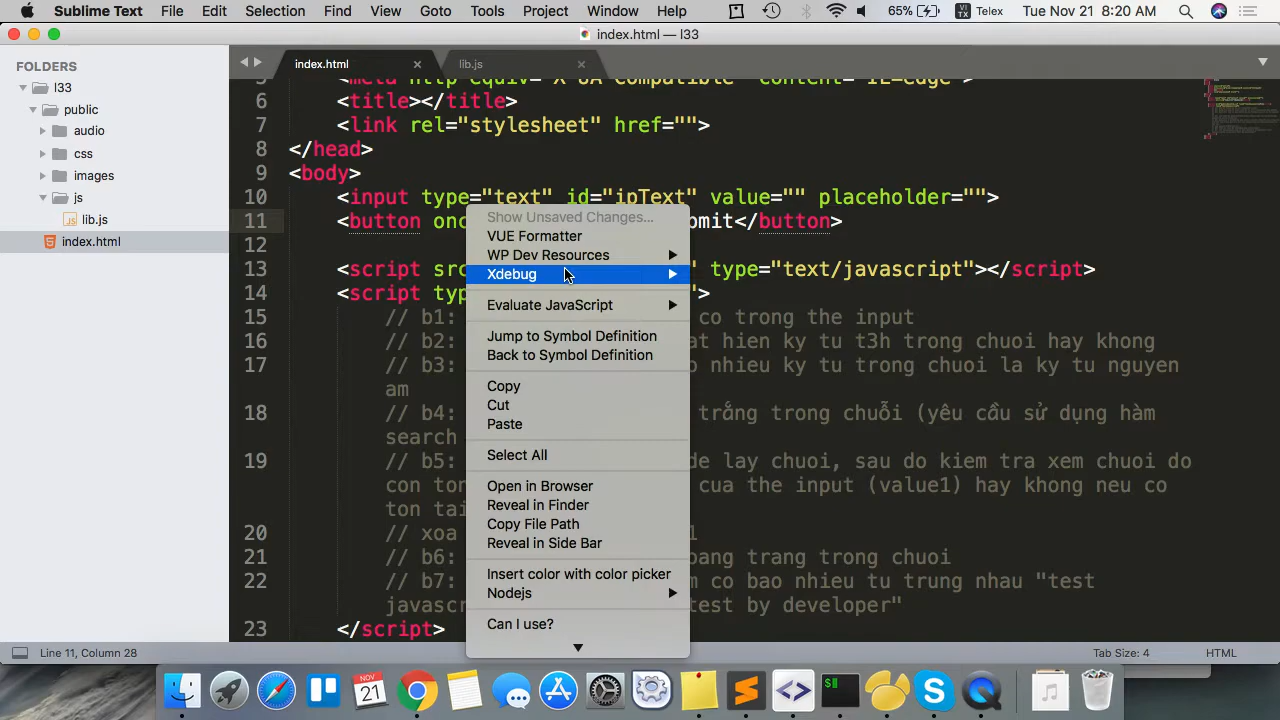 Sublime Text File Edit Selection Find View Goto Tools Project Window Help 65% VI TX Telex Tue Nov 21 8:20 AM
index.html — l33
FOLDERS
l33
public
audio
css
images
js
lib.js
index.html
index.html
lib.js
6 <title></title>
7 <link rel="stylesheet" href="">
8 </head>
9 <body>
10 <input type="text" id="ipText" value="" placeholder="">
11 <button onc bmit</button>
12
13 <script src type="text/javascript"></script>
14 <script typ ">
15 // b1: co trong the input
16 // b2: at hien ky tu t3h trong chuoi hay khong
17 // b3: o nhieu ky tu trong chuoi la ky tu nguyen
am
18 // b4: trắng trong chuỗi (yêu cầu sử dụng hàm
search
19 // b5: de lay chuoi, sau do kiem tra xem chuoi do
con ton cua the input (value1) hay khong neu co
ton tai
20 // xoa 1
21 // b6: bang trang trong chuoi
22 // b7: m co bao nhieu tu trung nhau "test
javascr test by developer"
23 </script>
Show Unsaved Changes...
VUE Formatter
WP Dev Resources
Xdebug
Evaluate JavaScript
Jump to Symbol Definition
Back to Symbol Definition
Copy
Cut
Paste
Select All
Open in Browser
Reveal in Finder
Copy File Path
Reveal in Side Bar
Insert color with color picker
Nodejs
Can I use?
Line 11, Column 28 Tab Size: 4 HTML
NOV
21